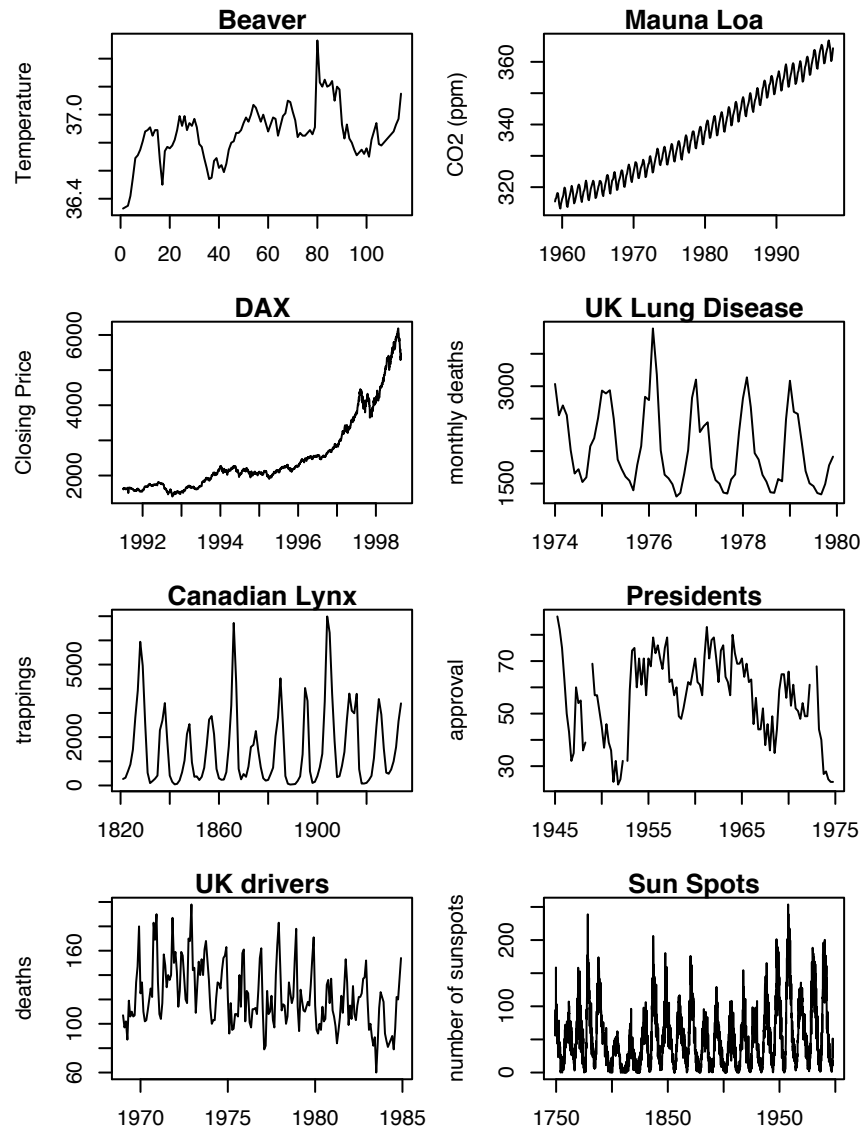 Beaver
Temperature
36.4 37.0
0 20 40 60 80 100
Mauna Loa
CO2 (ppm)
320 340 360
1960 1970 1980 1990
DAX
Closing Price
2000 4000 6000
1992 1994 1996 1998
UK Lung Disease
monthly deaths
1500 3000
1974 1976 1978 1980
Canadian Lynx
trappings
0 2000 5000
1820 1860 1900
Presidents
approval
30 50 70
1945 1955 1965 1975
UK drivers
deaths
60 100 160
1970 1975 1980 1985
Sun Spots
number of sunspots
0 100 200
1750 1850 1950